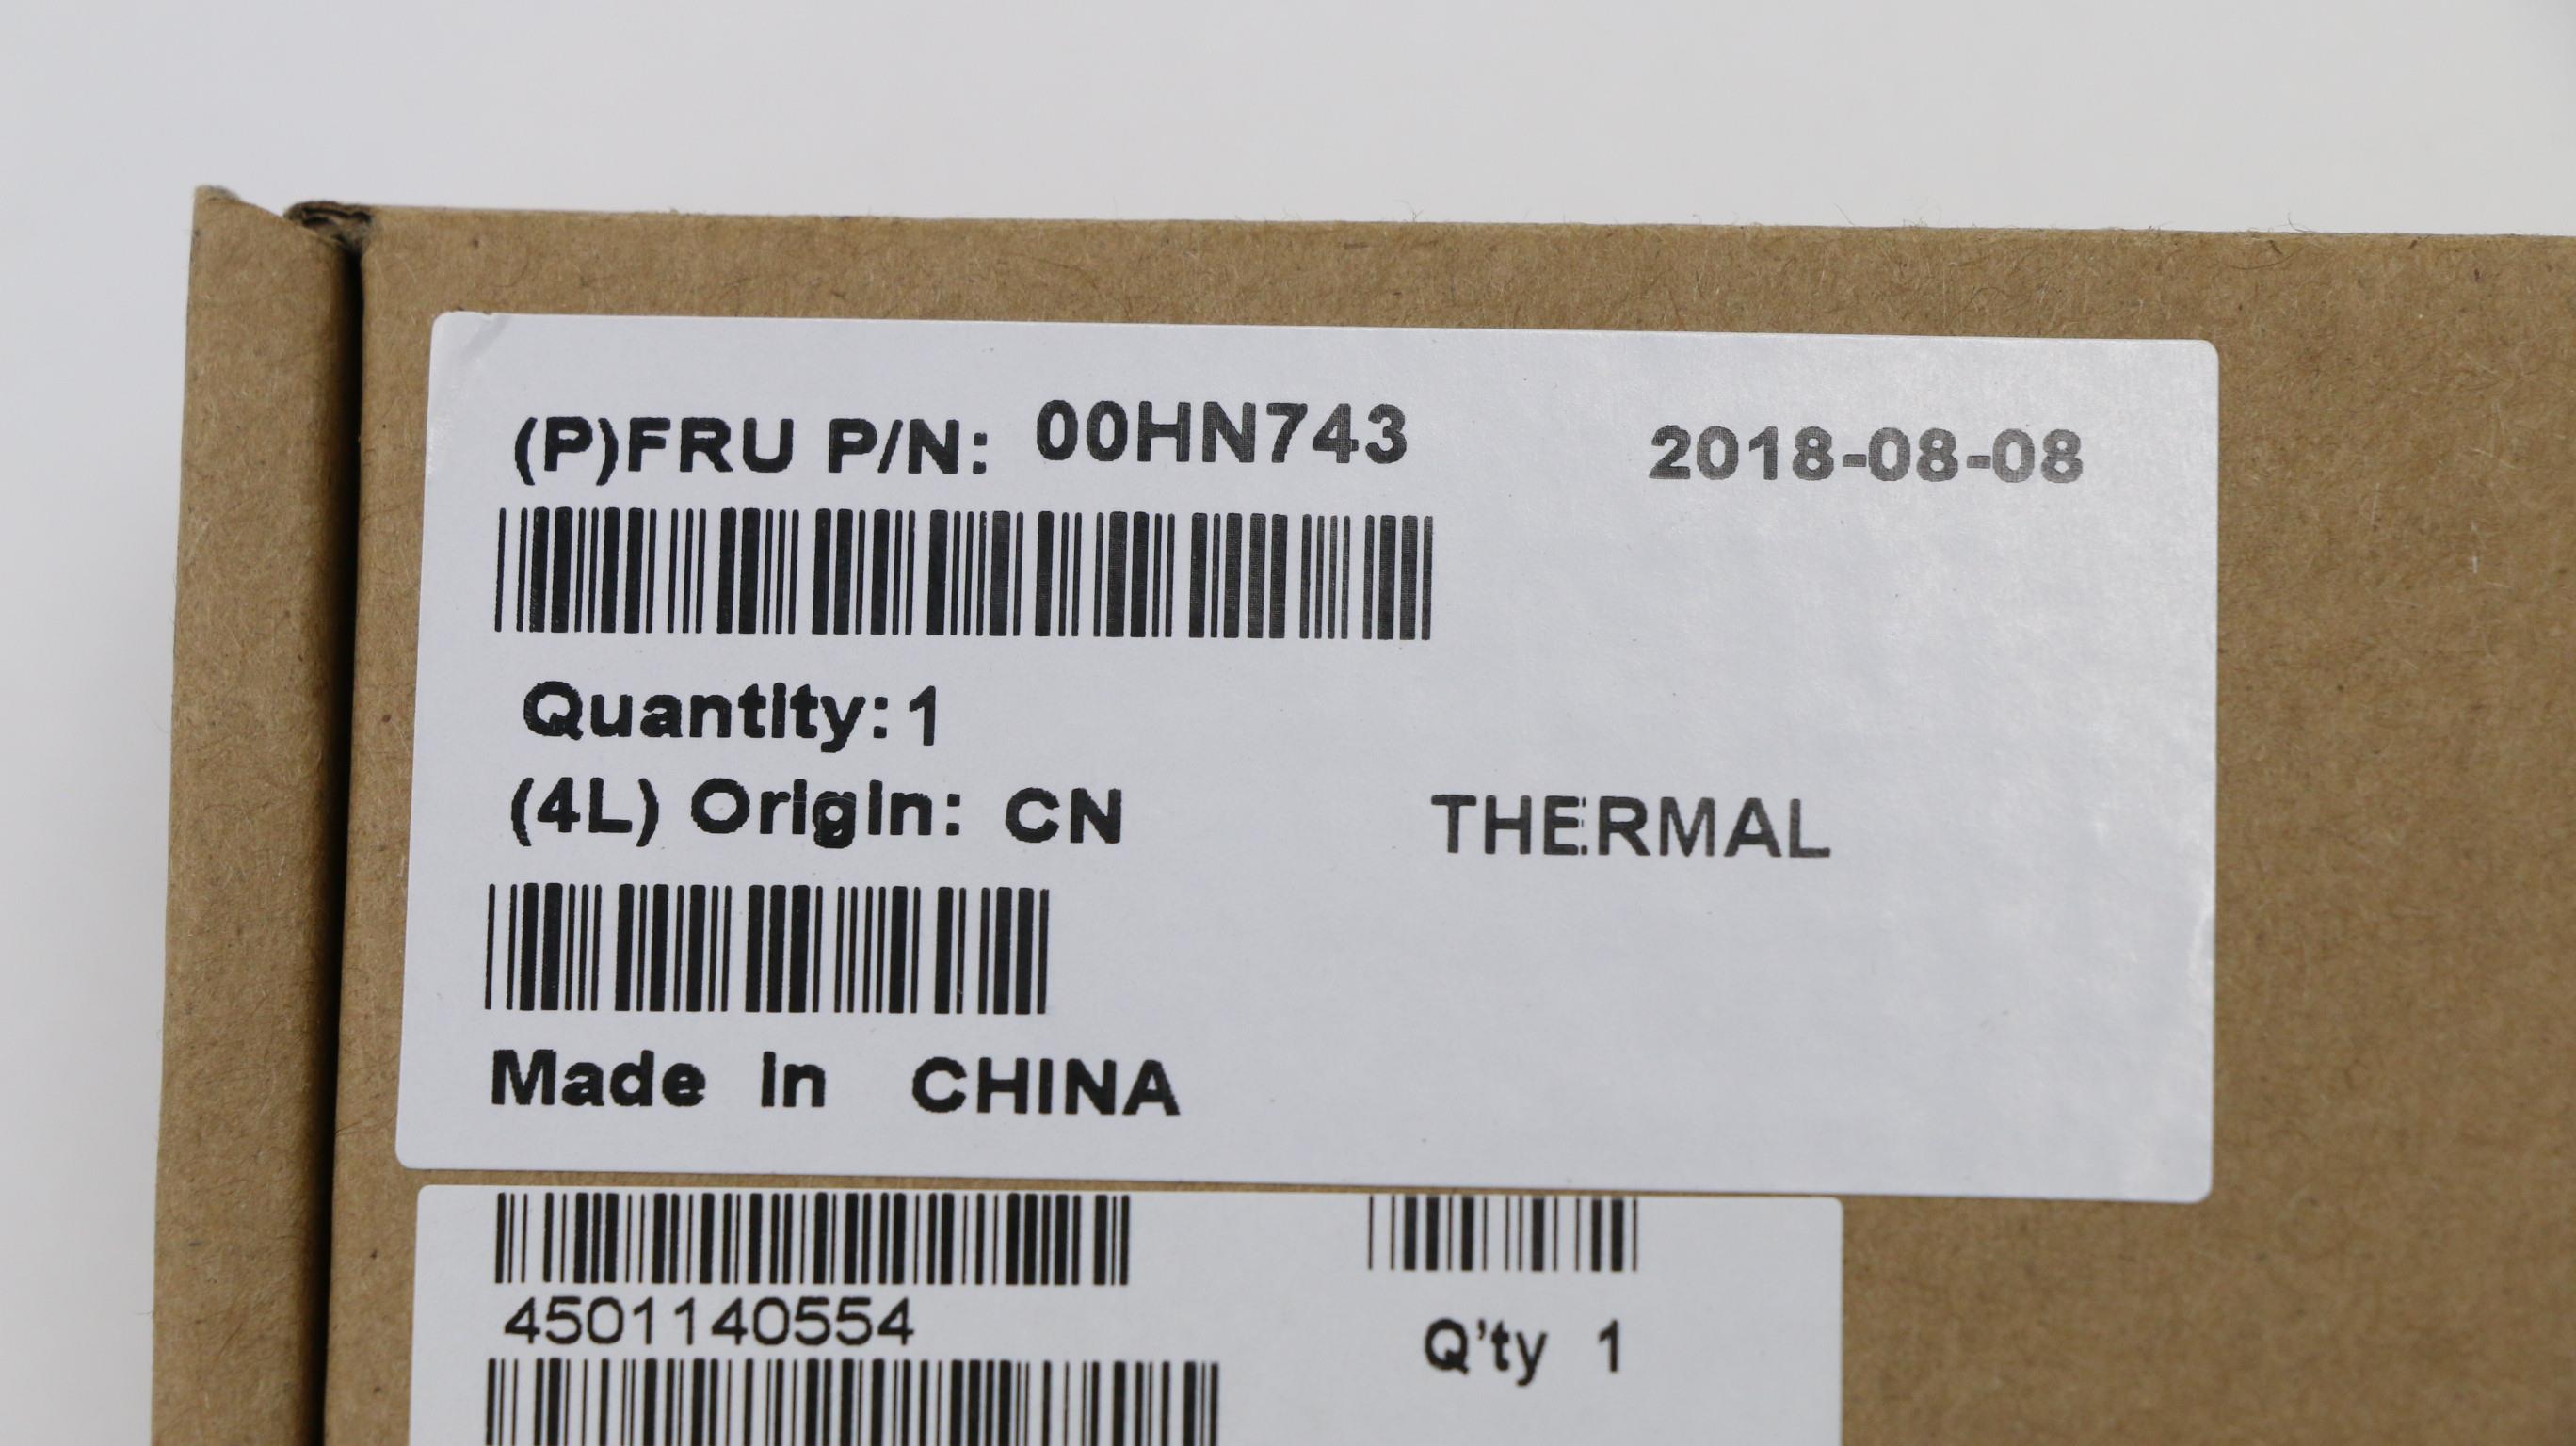 (P)FRU P/N: 00HN743 2018-08-08
Quantity: 1
(4L) Origin: CN THERMAL
Made in CHINA
4501140554
Q'ty 1